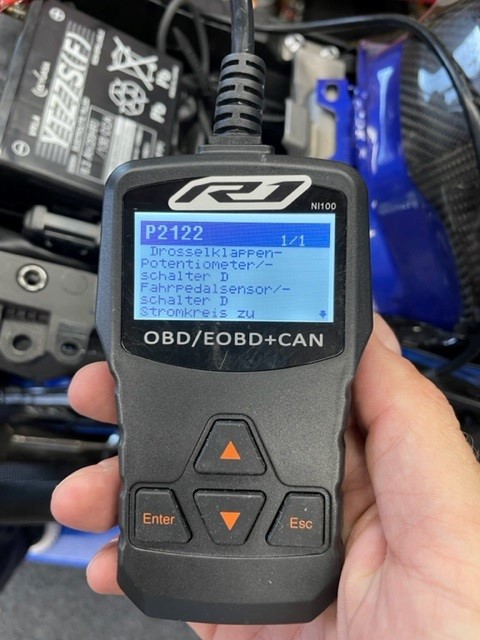 YTZ7S(F)
R1
NI100
P2122
1/1
Drosselklappen-
Potentiometer/-
schalter D
Fahrpedalsensor/-
schalter D
Stromkreis zu
OBD/EOBD+CAN
Enter
Esc